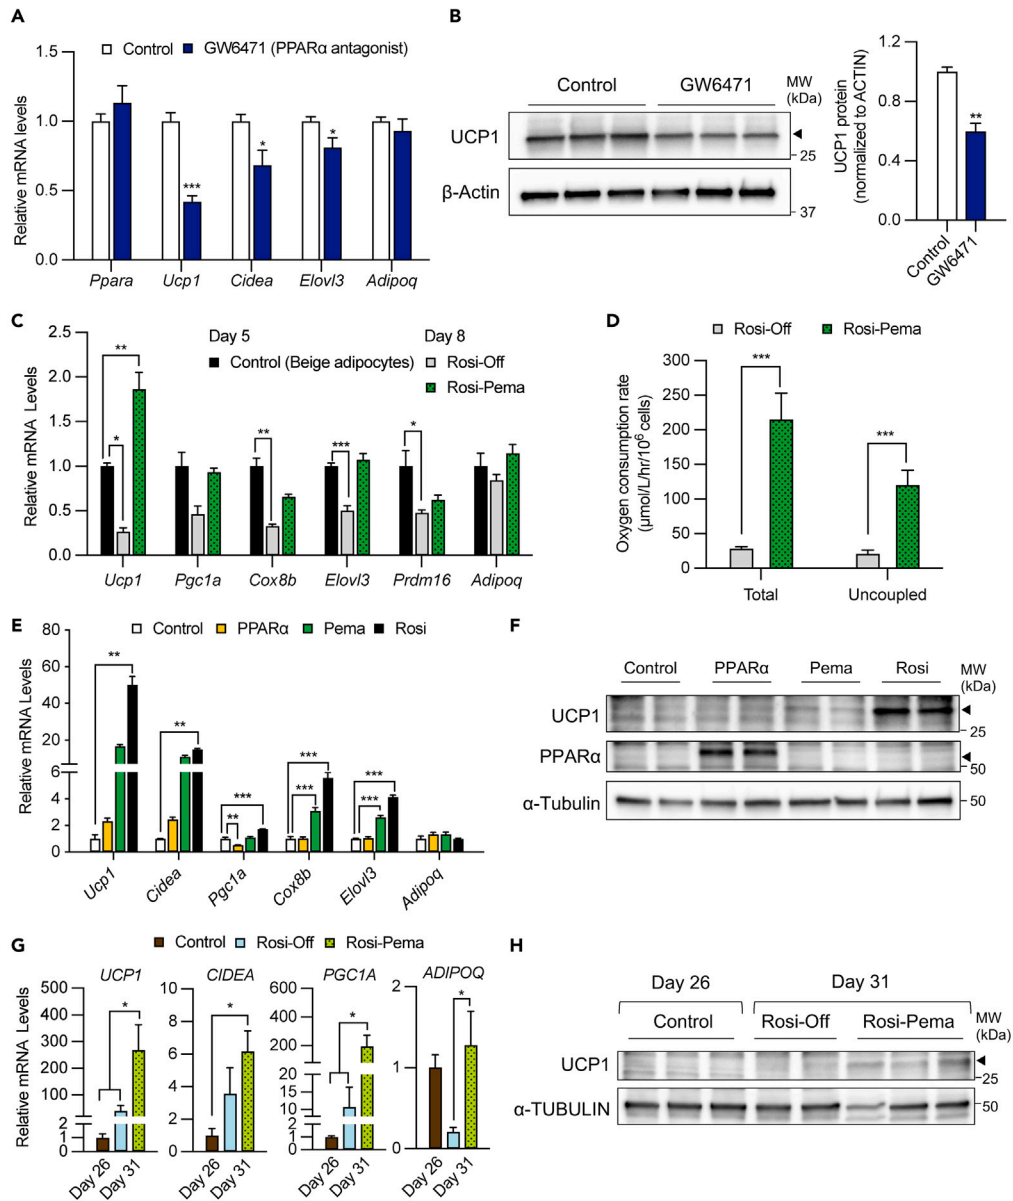 A
Control GW6471 (PPARα antagonist)
Relative mRNA levels
1.5
1.0
0.5
0.0
***
*
*
Ppara Ucp1 Cidea Elovl3 Adipoq
B
Control GW6471 MW
(kDa)
UCP1
25
β-Actin
37
UCP1 protein
(normalized to ACTIN)
1.2
0.8
0.4
0.0
**
Control
GW6471
C
Day 5 Day 8
Control (Beige adipocytes) Rosi-Off
Rosi-Pema
Relative mRNA Levels
2.5
2.0
1.5
1.0
0.5
0.0
**
*
**
***
*
Ucp1 Pgc1a Cox8b Elovl3 Prdm16 Adipoq
D
Rosi-Off Rosi-Pema
Oxygen consumption rate
(μmol/L/hr/10⁶ cells)
300
250
200
150
100
50
0
***
***
Total Uncoupled
E
Control PPARα Pema Rosi
Relative mRNA Levels
80
60
40
20
6
4
2
0
**
**
***
**
***
***
***
***
Ucp1 Cidea Pgc1a Cox8b Elovl3 Adipoq
F
Control PPARα Pema Rosi MW
(kDa)
UCP1
25
PPARα
50
α-Tubulin 50
G
Control Rosi-Off Rosi-Pema
Relative mRNA Levels
UCP1
500
400
300
200
100
2
1
0
*
Day 26 Day 31
CIDEA
10
8
6
4
2
0
*
Day 26 Day 31
PGC1A
600
400
200
20
15
10
1
0
*
Day 26 Day 31
ADIPOQ
2
1
0
*
Day 26 Day 31
H
Day 26 Day 31
Control Rosi-Off Rosi-Pema MW
(kDa)
UCP1
25
α-TUBULIN 50